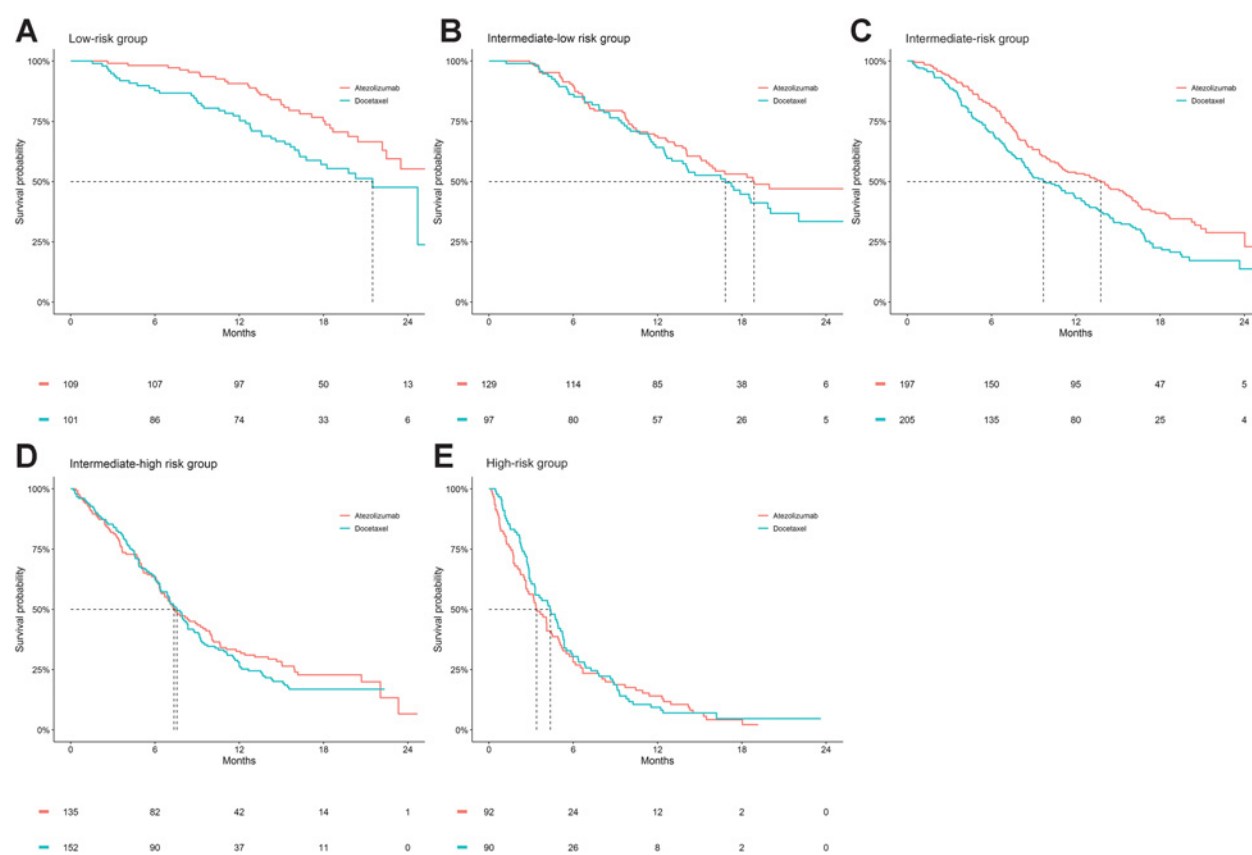 A
Low-risk group
100%
75%
50%
25%
0%
Survival probability
Atezolizumab
Docetaxel
0 6 12 18 24
Months
109 107 97 50 13
101 86 74 33 6
B
Intermediate-low risk group
100%
75%
50%
25%
0%
Survival probability
Atezolizumab
Docetaxel
0 6 12 18 24
Months
129 114 85 38 6
97 80 57 26 5
C
Intermediate-risk group
100%
75%
50%
25%
0%
Survival probability
Atezolizumab
Docetaxel
0 6 12 18 24
Months
197 150 95 47 5
205 135 80 25 4
D
Intermediate-high risk group
100%
75%
50%
25%
0%
Survival probability
Atezolizumab
Docetaxel
0 6 12 18 24
Months
135 82 42 14 1
152 90 37 11 0
E
High-risk group
100%
75%
50%
25%
0%
Survival probability
Atezolizumab
Docetaxel
0 6 12 18 24
Months
92 24 12 2 0
90 26 8 2 0